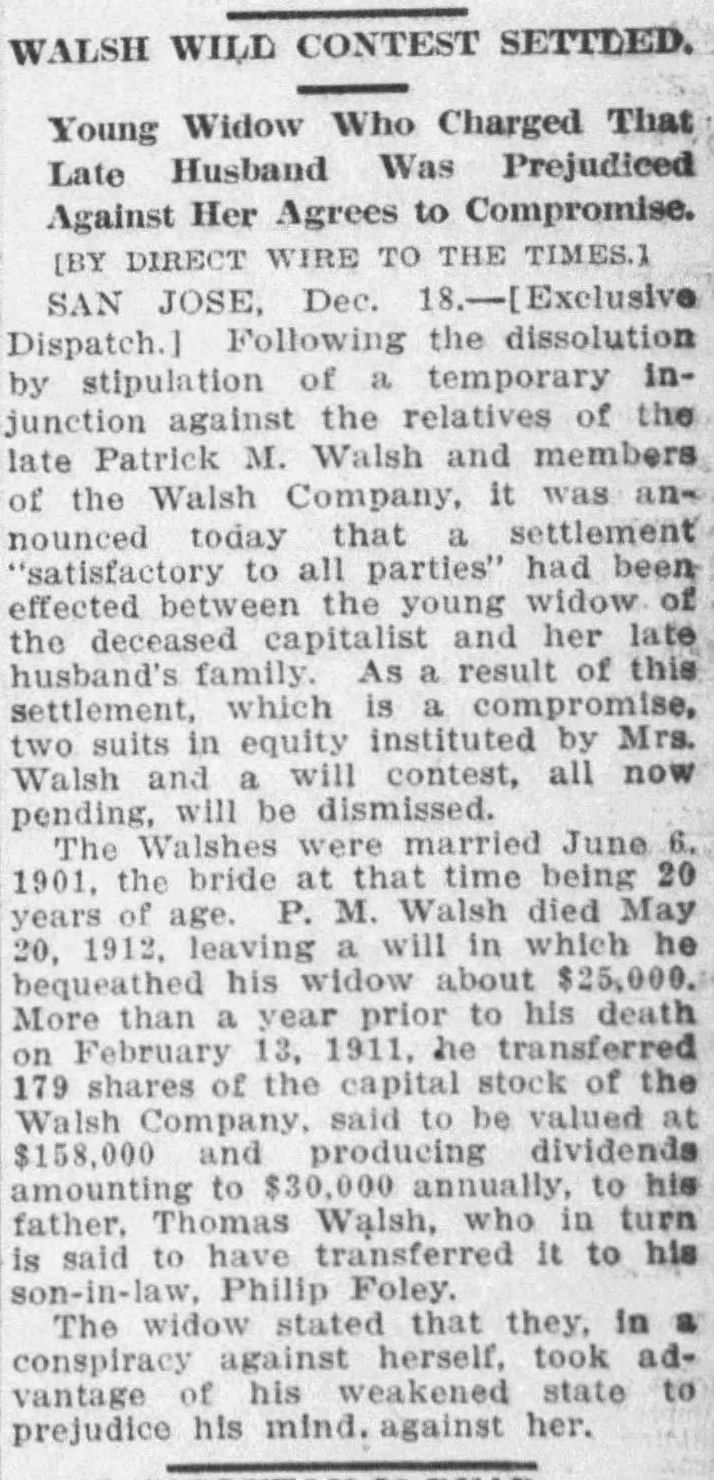 WALSH WILD CONTEST SETTLED.
Young Widow Who Charged That
Late Husband Was Prejudiced
Against Her Agrees to Compromise.
[BY DIRECT WIRE TO THE TIMES.]
SAN JOSE, Dec. 18.—[Exclusive
Dispatch.] Following the dissolution
by stipulation of a temporary in-
junction against the relatives of the
late Patrick M. Walsh and members
of the Walsh Company, it was an-
nounced today that a settlement
"satisfactory to all parties" had been
effected between the young widow of
the deceased capitalist and her late
husband's family. As a result of this
settlement, which is a compromise,
two suits in equity instituted by Mrs.
Walsh and a will contest, all now
pending, will be dismissed.
The Walshes were married June 6,
1901, the bride at that time being 20
years of age. P. M. Walsh died May
20, 1912, leaving a will in which he
bequeathed his widow about $25,000.
More than a year prior to his death
on February 13, 1911, he transferred
179 shares of the capital stock of the
Walsh Company, said to be valued at
$158,000 and producing dividends
amounting to $30,000 annually, to his
father, Thomas Walsh, who in turn
is said to have transferred it to his
son-in-law, Philip Foley.
The widow stated that they, in a
conspiracy against herself, took ad-
vantage of his weakened state to
prejudice his mind, against her.